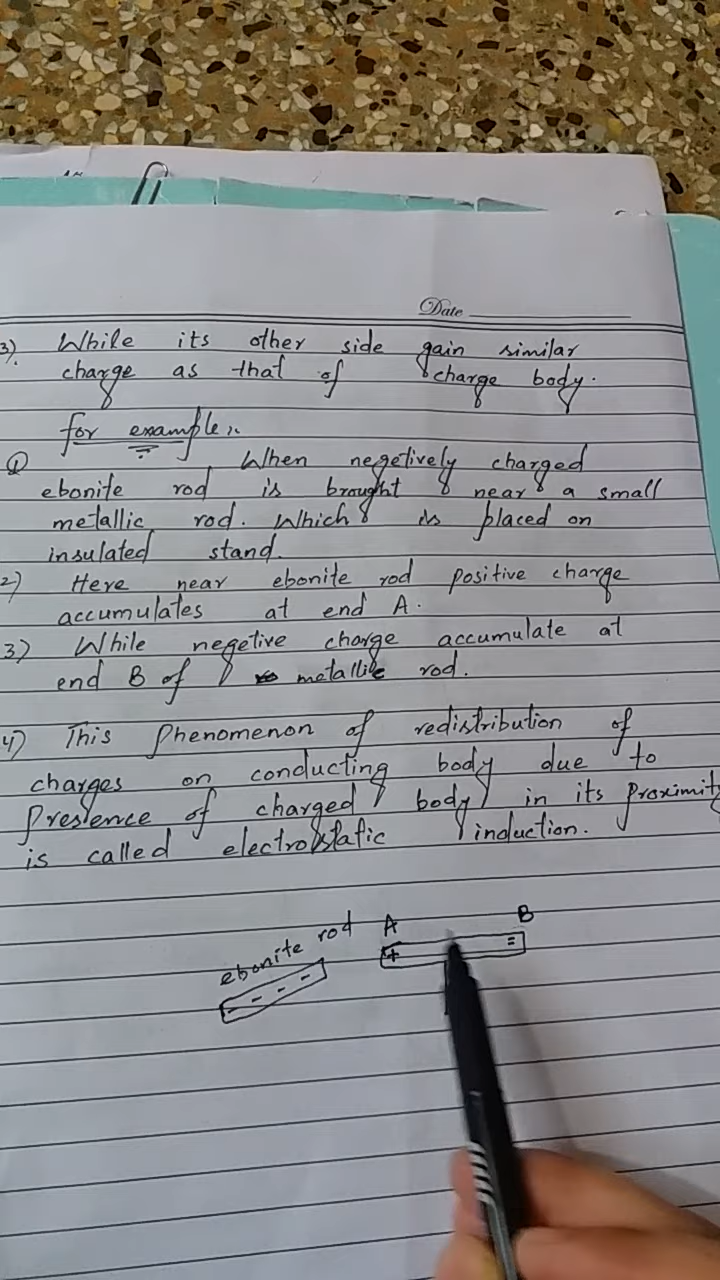 Date
3). While its other side gain similar
charge as that of charge body.
for example:.
① When negetively charged
ebonite rod is brought near a small
metallic rod. Which is placed on
insulated stand.
2) Here near ebonite rod positive charge
accumulates at end A.
3) While negetive charge accumulate at
end B of metallic rod.
4) This Phenomenon of redistribution of
charges on conducting body due to
Presence of charged body in its Proximity
is called electrostatic induction.
ebonite rod A B
- - - - + =